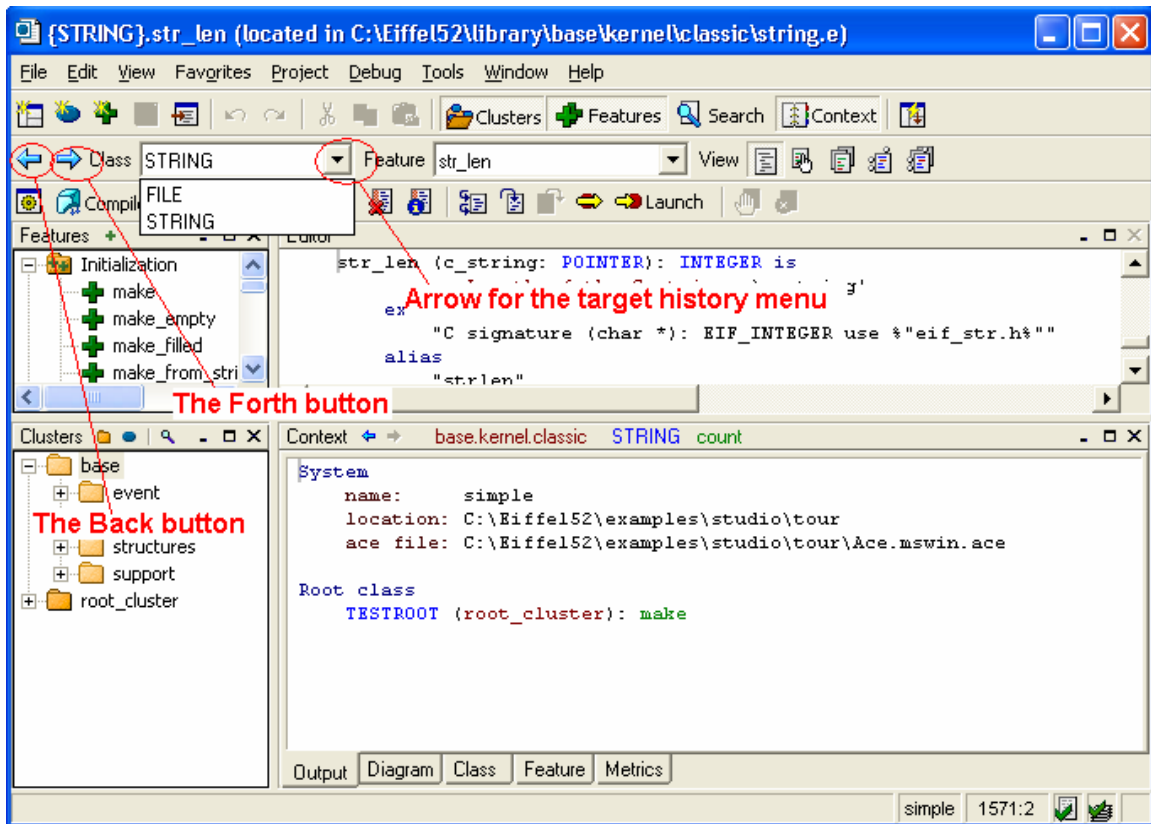 {STRING}.str_len (located in C:\Eiffel52\library\base\kernel\classic\string.e)
File Edit View Favorites Project Debug Tools Window Help
Clusters Features Search Context
Class STRING Feature str_len View
FILE
STRING
Compil Launch
Features Editor
Initialization
make
make_empty
make_filled
make_from_stri
str_len (c_string: POINTER): INTEGER is
Arrow for the target history menu
ex
"C signature (char *): EIF_INTEGER use %"eif_str.h%""
alias
"strlen"
The Forth button
Clusters
base
event
The Back button
structures
support
root_cluster
Context base.kernel.classic STRING count
System
name: simple
location: C:\Eiffel52\examples\studio\tour
ace file: C:\Eiffel52\examples\studio\tour\Ace.mswin.ace
Root class
TESTROOT (root_cluster): make
Output Diagram Class Feature Metrics
simple 1571:2